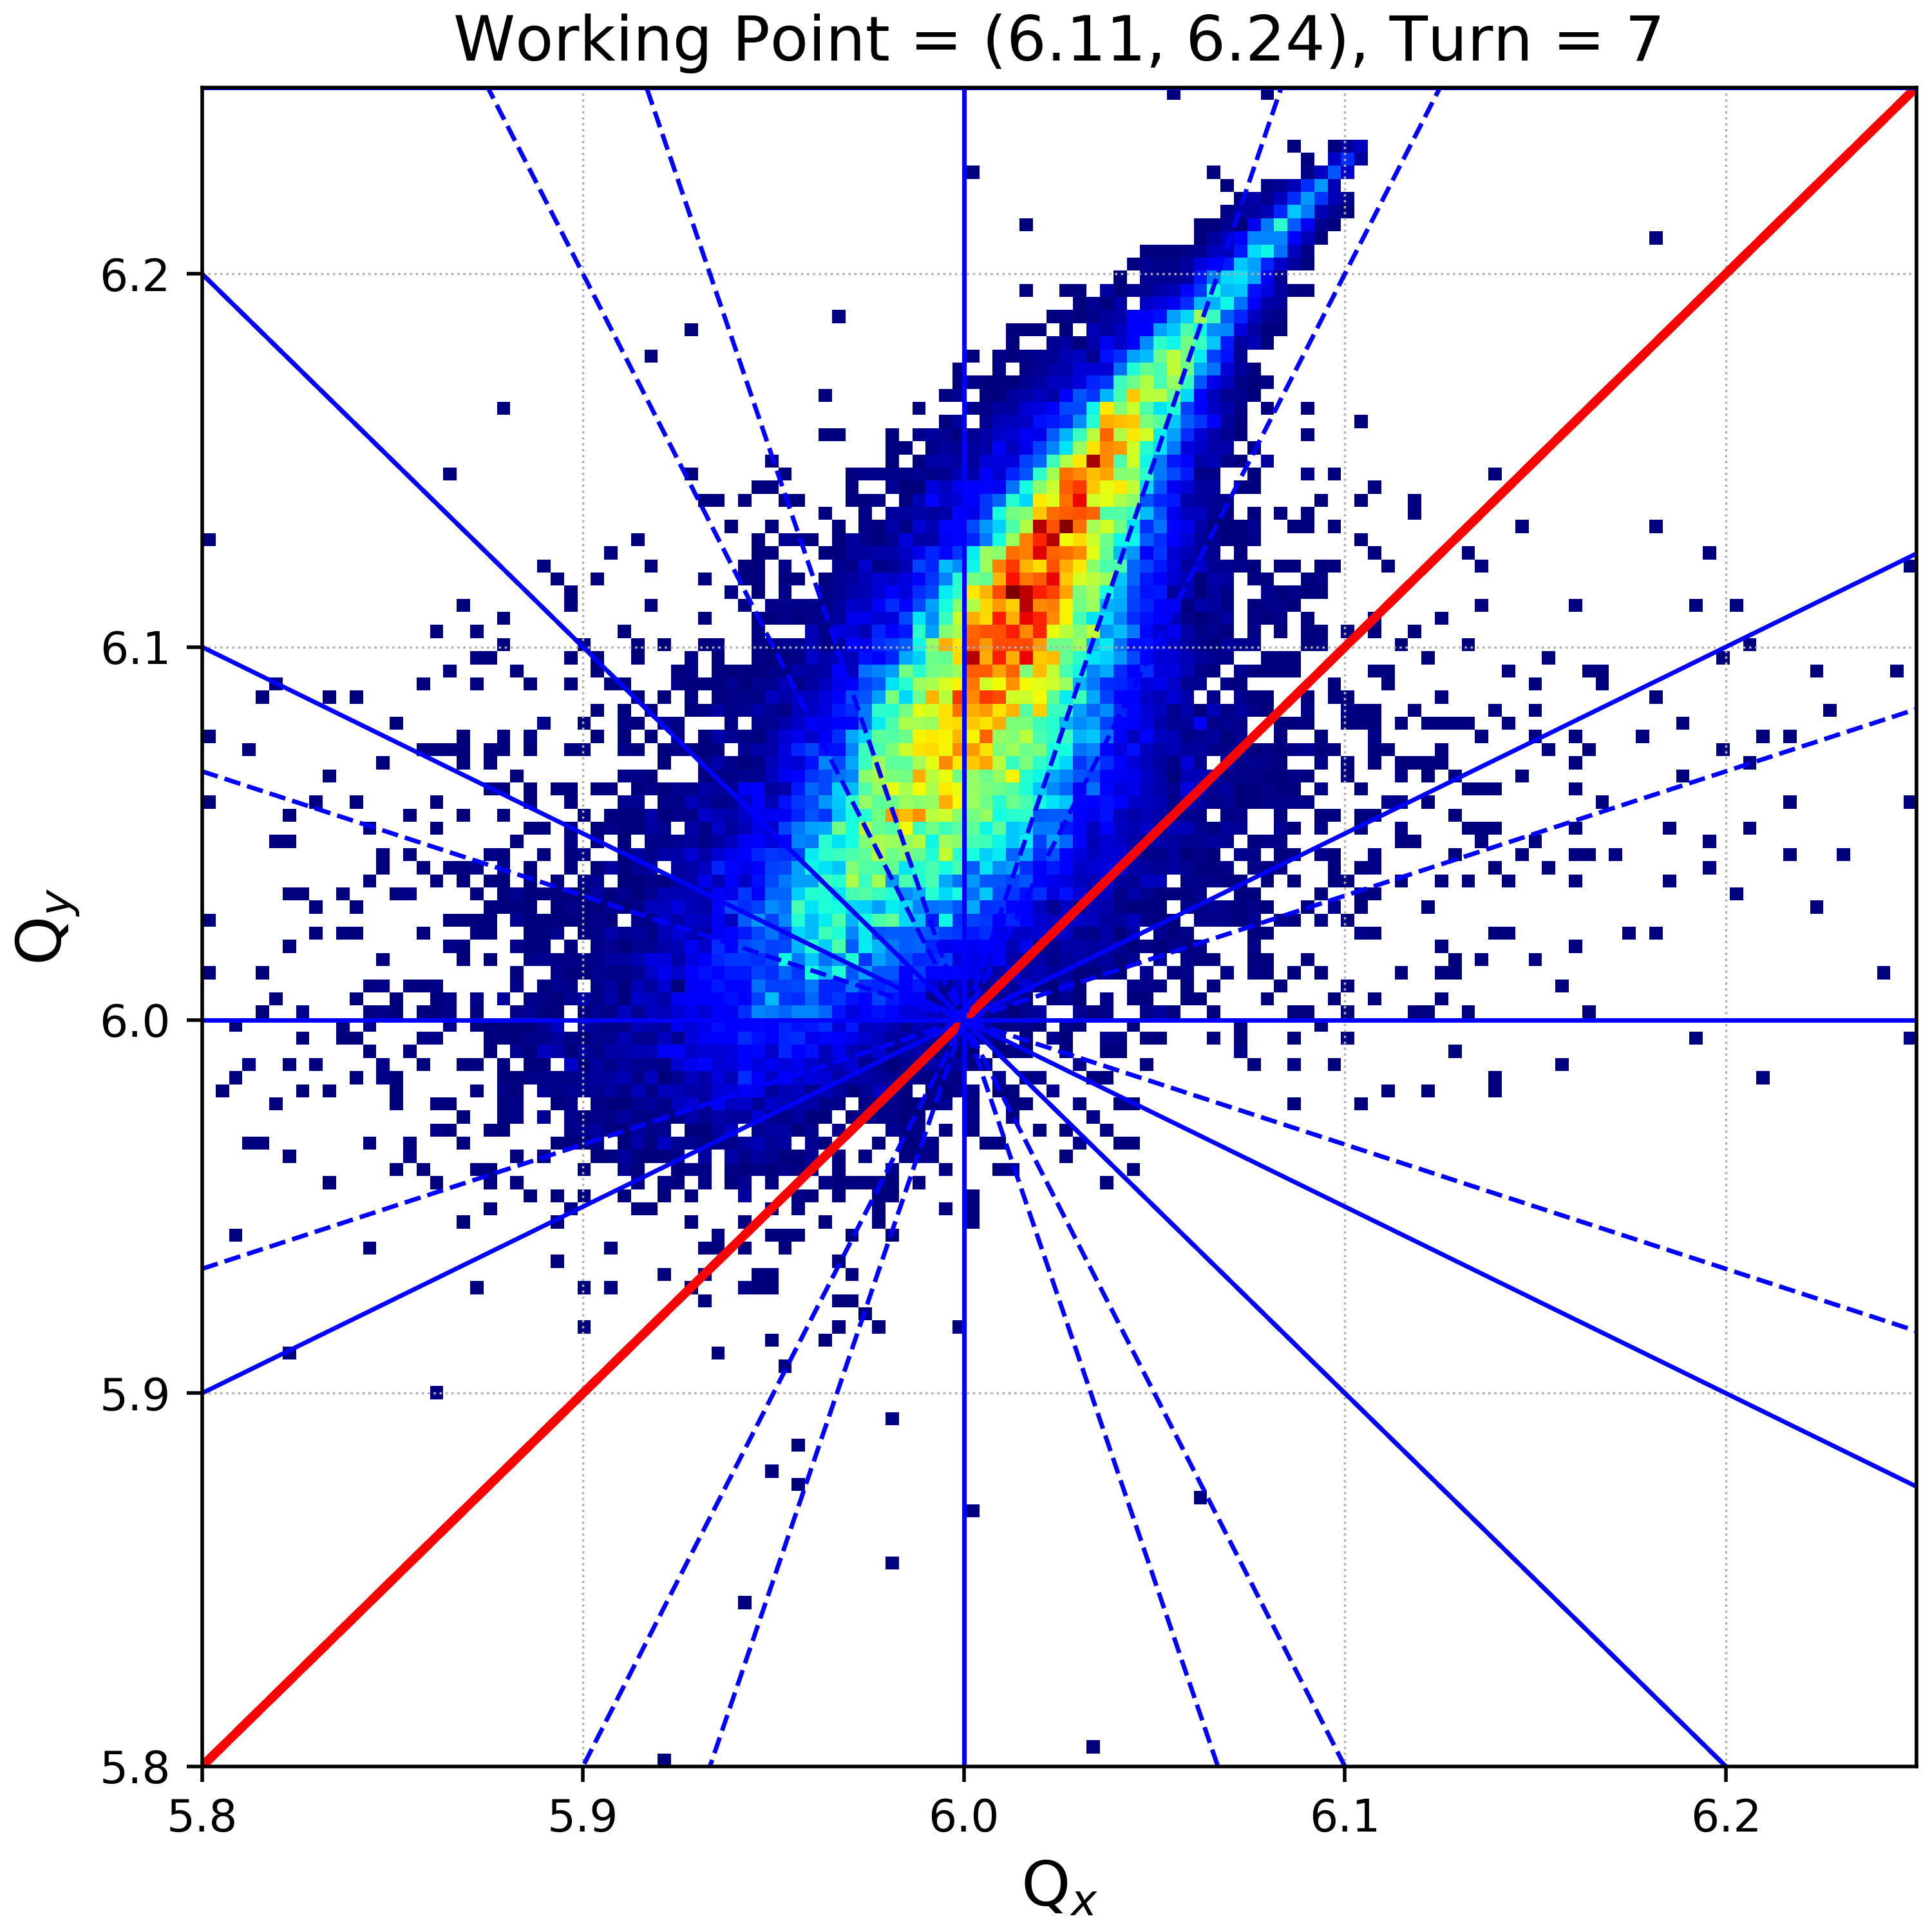 Working Point = (6.11, 6.24), Turn = 7
6.2
6.1
6.0
5.9
5.8
Qy
5.8 5.9 6.0 6.1 6.2
Qx